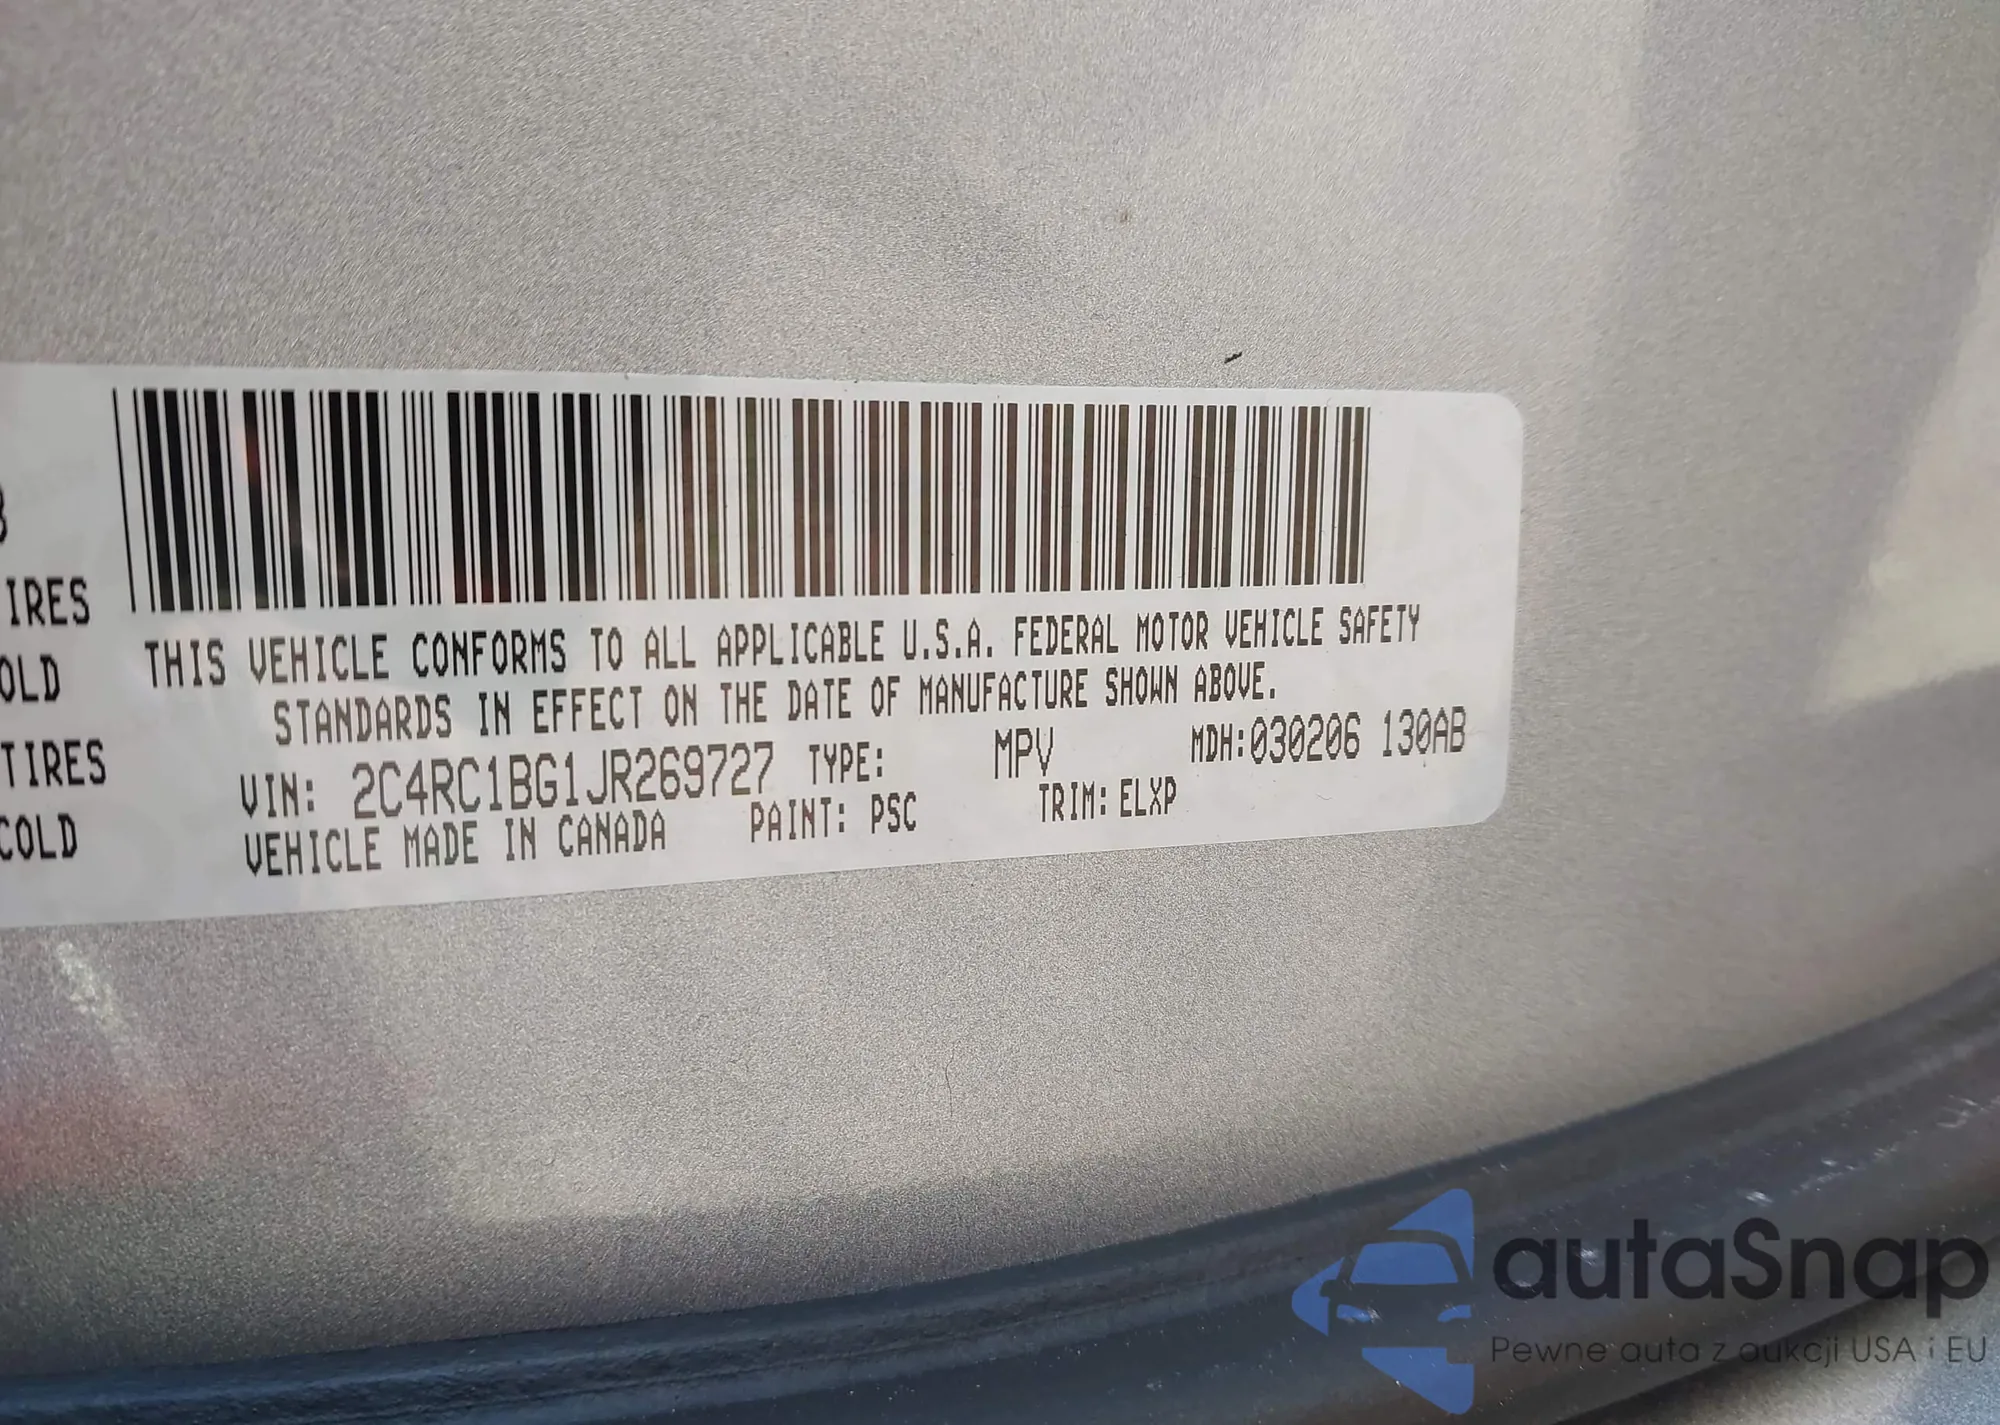 IRES
OLD
TIRES
COLD
THIS VEHICLE CONFORMS TO ALL APPLICABLE U.S.A. FEDERAL MOTOR VEHICLE SAFETY
STANDARDS IN EFFECT ON THE DATE OF MANUFACTURE SHOWN ABOVE.
VIN: 2C4RC1BG1JR269727 TYPE: MPV MDH:030206 130AB
VEHICLE MADE IN CANADA PAINT: PSC TRIM: ELXP
autaSnap
Pewne auta z aukcji USA i EU